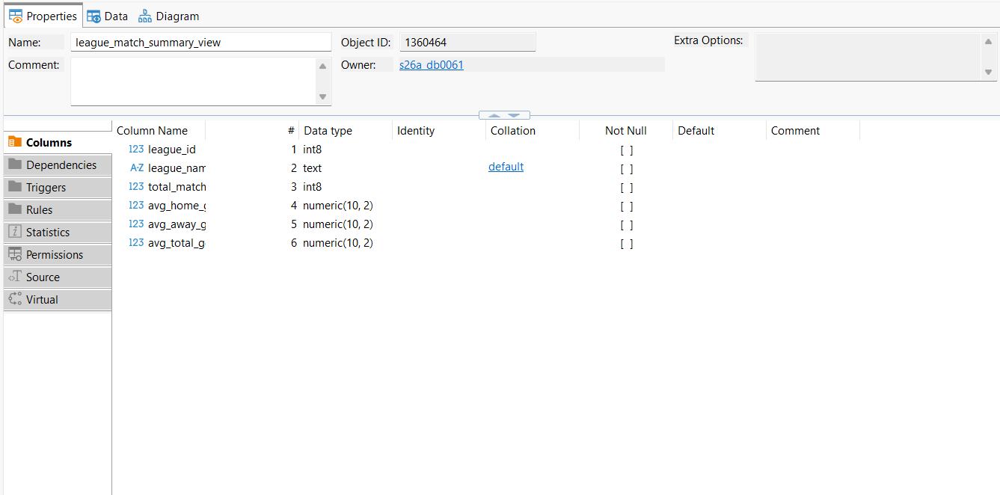 Properties Data Diagram
Name: league_match_summary_view Object ID: 1360464 Extra Options:
Comment: Owner: s26a_db0061
Columns
Dependencies
Triggers
Rules
Statistics
Permissions
Source
Virtual
Column Name # Data type Identity Collation Not Null Default Comment
123 league_id 1 int8 [ ]
A-Z league_nam 2 text default [ ]
123 total_match 3 int8 [ ]
123 avg_home_g 4 numeric(10, 2) [ ]
123 avg_away_g 5 numeric(10, 2) [ ]
123 avg_total_g 6 numeric(10, 2) [ ]